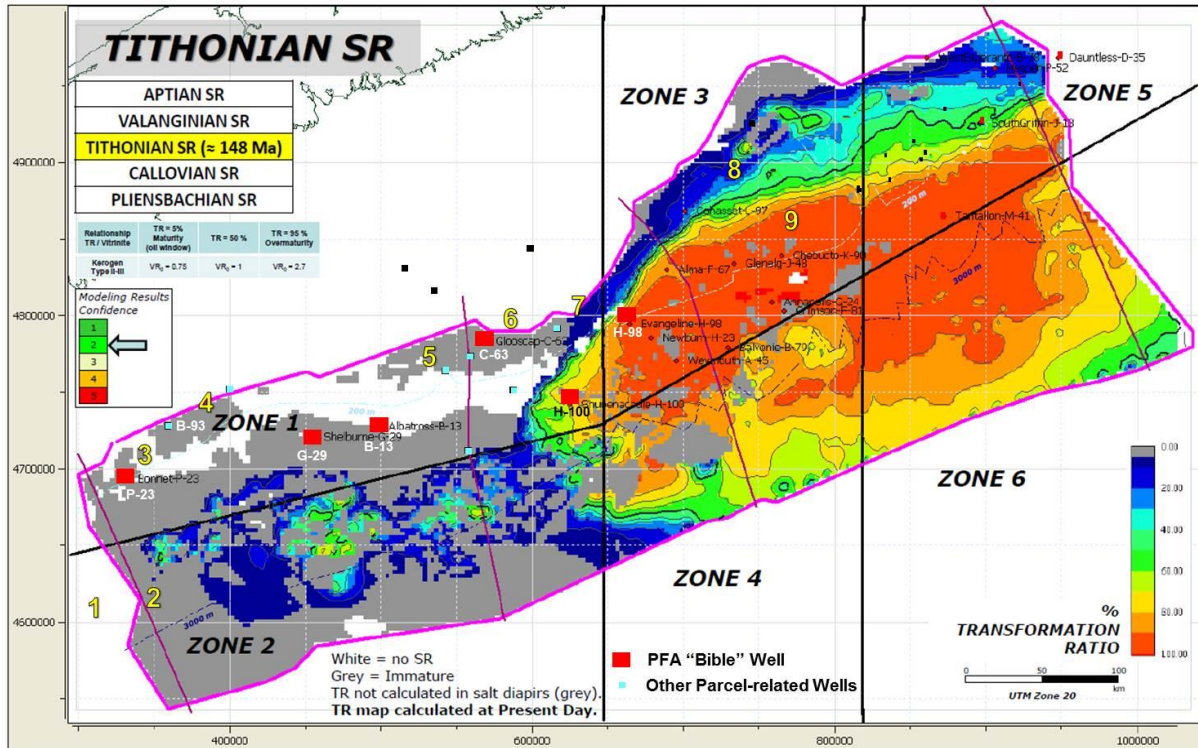 TITHONIAN SR
APTIAN SR
VALANGINIAN SR
TITHONIAN SR (≈ 148 Ma)
CALLOVIAN SR
PLIENSBACHIAN SR
Relationship TR / Vitrinite
TR = 5% Maturity (oil window)
TR = 50 %
TR = 95 % Overmaturity
Kerogen Type II-III
VR₀ = 0.75
VR₀ = 1
VR₀ = 2.7
Modeling Results Confidence
1
2
3
4
5
ZONE 3
ZONE 5
ZONE 1
ZONE 6
ZONE 4
ZONE 2
Dauntless-D-35
P-52
SouthGriffin-J-13
8
200 m
Cohasset-L-97
9
Tantallon-M-41
Chebucto-K-90
Glenelg-J-48
Alma-F-67
3000 m
Annapolis-G-24
Crimson-F-81
7
6
H-98
Evangeline-H-98
Newburn-H-23
Balvenie-B-79
Weymouth-A-45
Glooscap-C-63
C-63
5
4
200 m
Shubenacadie-H-100
H-100
B-93
Albatross-B-13
B-13
Shelburne-G-29
G-29
3
Bonnet-P-23
P-23
1
2
3000 m
White = no SR
Grey = Immature
TR not calculated in salt diapirs (grey).
TR map calculated at Present Day.
PFA “Bible” Well
Other Parcel-related Wells
0.00
20.00
40.00
60.00
80.00
100.00
%
TRANSFORMATION
RATIO
0 50 100
km
UTM Zone 20
4900000
4800000
4700000
4600000
400000 600000 800000 1000000